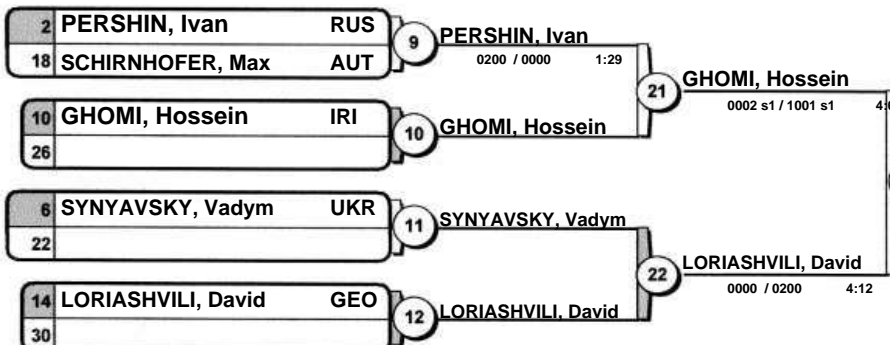 2 PERSHIN, Ivan RUS
18 SCHIRNHOFER, Max AUT
9
PERSHIN, Ivan
0200 / 0000 1:29
10 GHOMI, Hossein IRI
26
10
GHOMI, Hossein
21
GHOMI, Hossein
0002 s1 / 1001 s1
6 SYNYAVSKY, Vadym UKR
22
11
SYNYAVSKY, Vadym
14 LORIASHVILI, David GEO
30
12
LORIASHVILI, David
22
LORIASHVILI, David
0000 / 0200 4:12